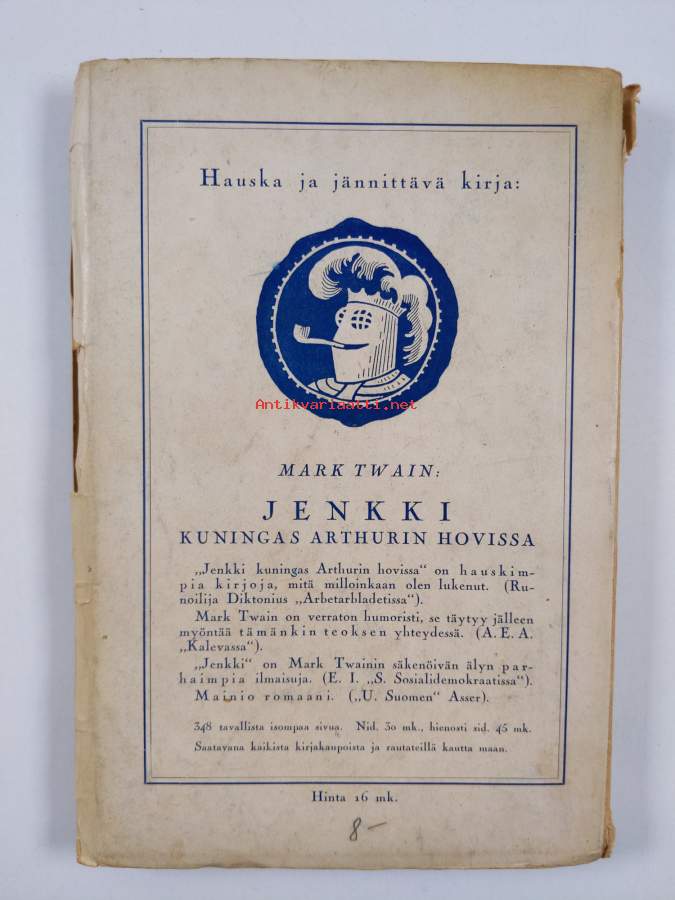 Hauska ja jännittävä kirja:
Antikvariaatti.net
MARK TWAIN:
JENKKI
KUNINGAS ARTHURIN HOVISSA
„Jenkki kuningas Arthurin hovissa“ on hauskim-
pia kirjoja, mitä milloinkaan olen lukenut. (Ru-
noilija Diktonius „Arbetarbladetissa“).
Mark Twain on verraton humoristi, se täytyy jälleen
myöntää tämänkin teoksen yhteydessä. (A. E. A.
„Kalevassa“).
„Jenkki“ on Mark Twainin säkenöivän älyn par-
haimpia ilmaisuja. (E. I. „S. Sosialidemokraatissa“).
Mainio romaani. („U. Suomen“ Asser).
348 tavallista isompaa sivua. Nid. 30 mk., hienosti sid. 45 mk.
Saatavana kaikista kirjakaupoista ja rautateillä kautta maan.
Hinta 16 mk.
8–